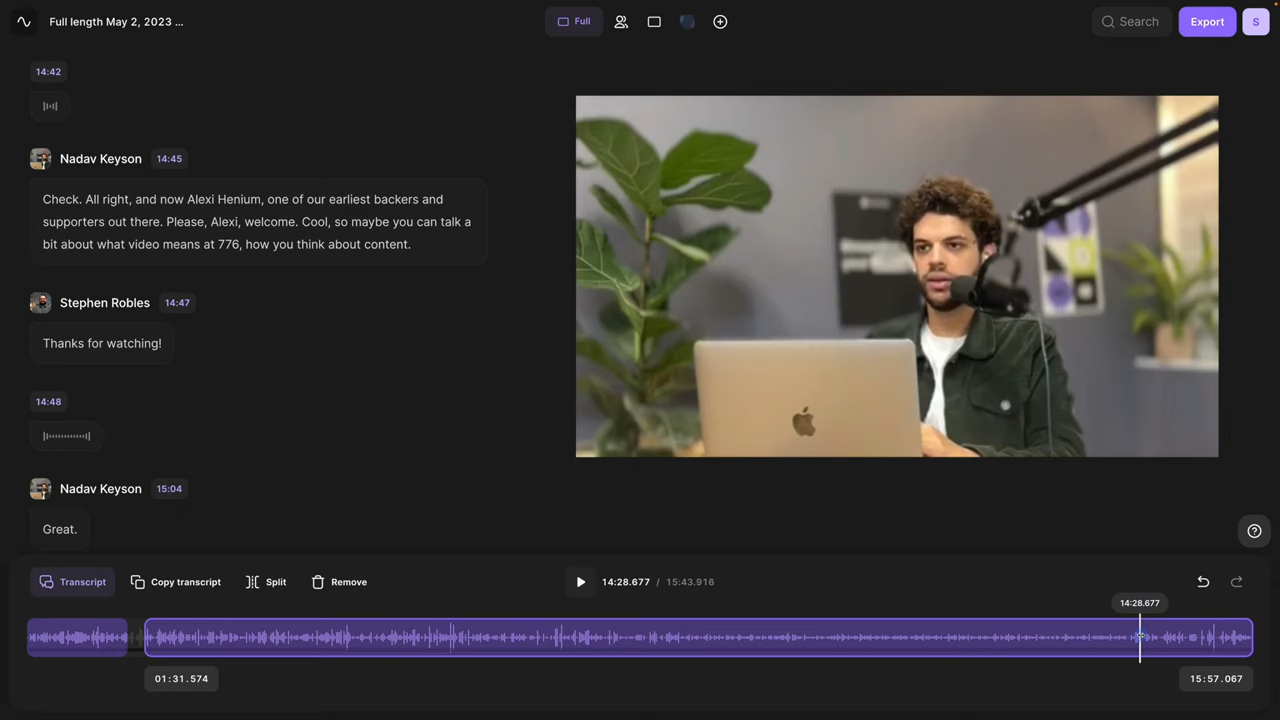 Full length May 2, 2023 ...
Full
Search
Export
S
14:42
Nadav Keyson 14:45
Check. All right, and now Alexi Henium, one of our earliest backers and
supporters out there. Please, Alexi, welcome. Cool, so maybe you can talk a
bit about what video means at 776, how you think about content.
Stephen Robles 14:47
Thanks for watching!
14:48
Nadav Keyson 15:04
Great.
Transcript
Copy transcript
Split
Remove
14:28.677 / 15:43.916
14:28.677
01:31.574
15:57.067